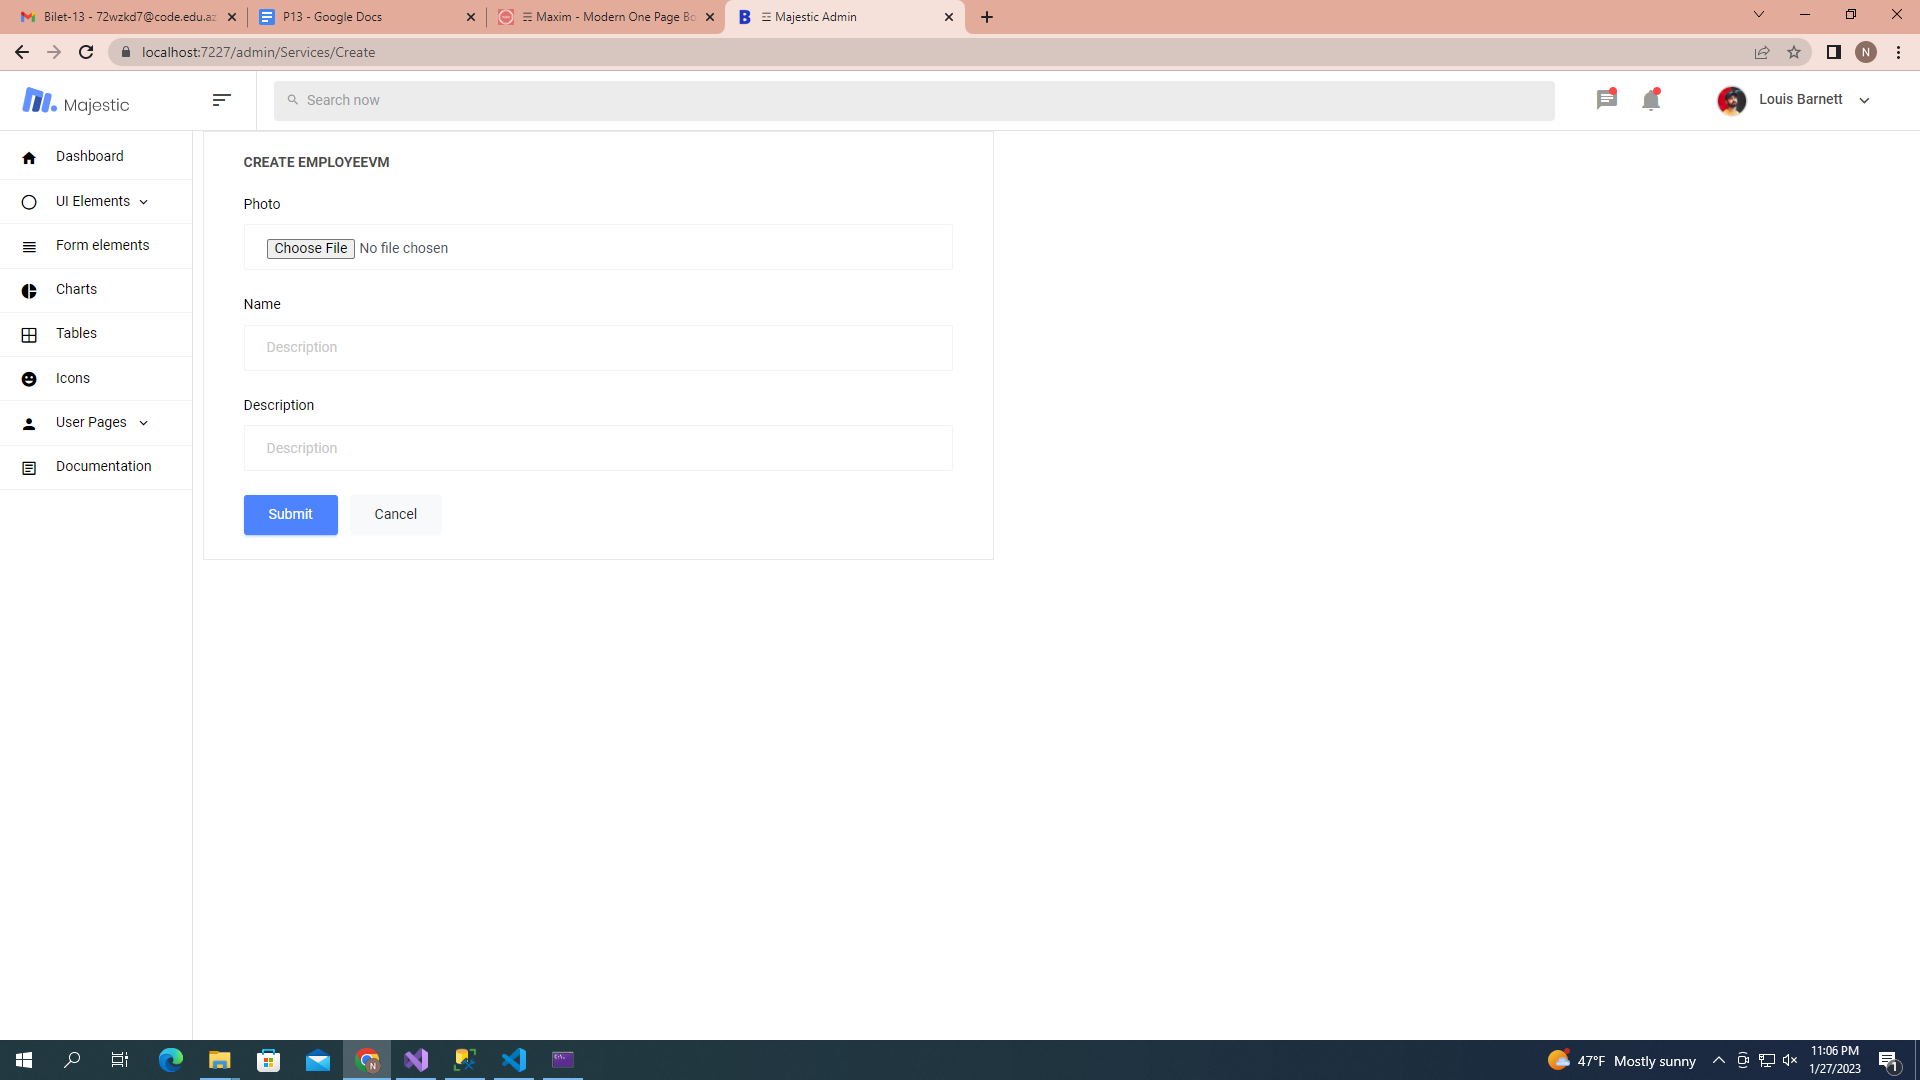 Bilet-13 - 72wzkd7@code.edu.az
P13 - Google Docs
Maxim - Modern One Page Bo
Majestic Admin
localhost:7227/admin/Services/Create
N
Majestic
Search now
Louis Barnett
Dashboard
UI Elements
Form elements
Charts
Tables
Icons
User Pages
Documentation
CREATE EMPLOYEEVM
Photo
Choose File No file chosen
Name
Description
Description
Description
Submit
Cancel
47°F Mostly sunny
11:06 PM
1/27/2023
1